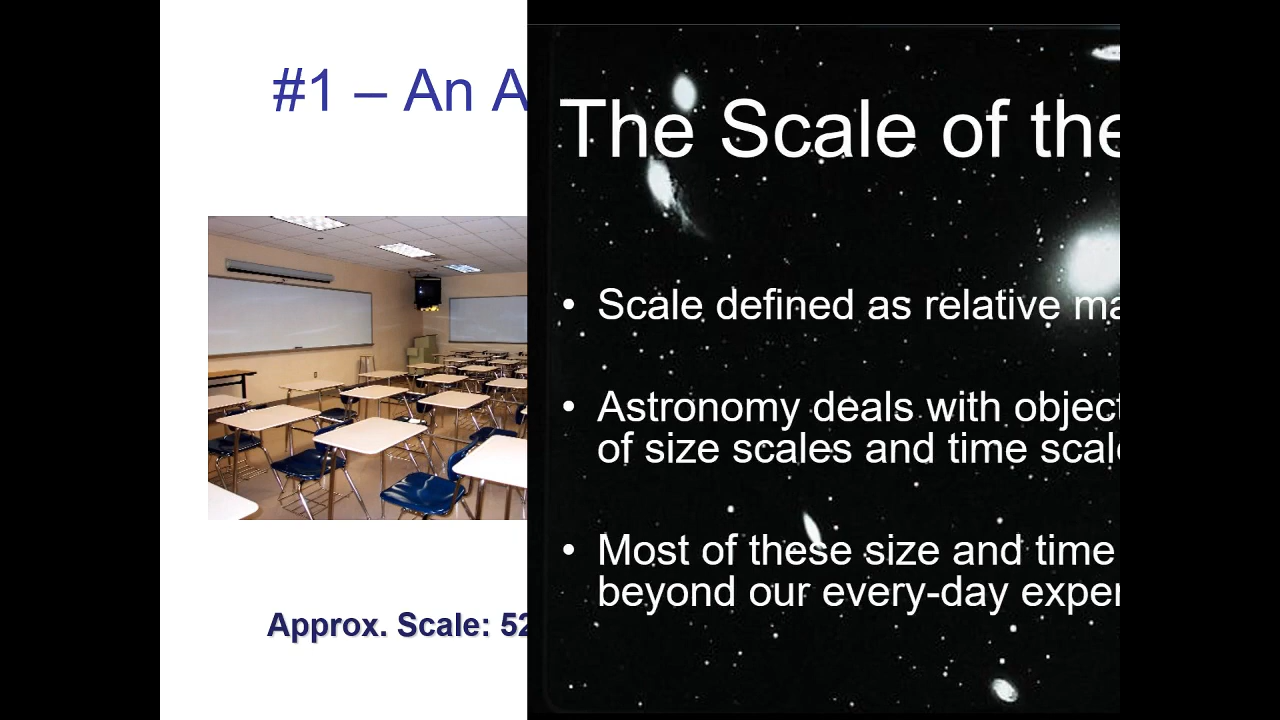 #1 – An A
Approx. Scale: 52
The Scale of the
• Scale defined as relative ma
• Astronomy deals with object
of size scales and time scale
• Most of these size and time
beyond our every-day exper